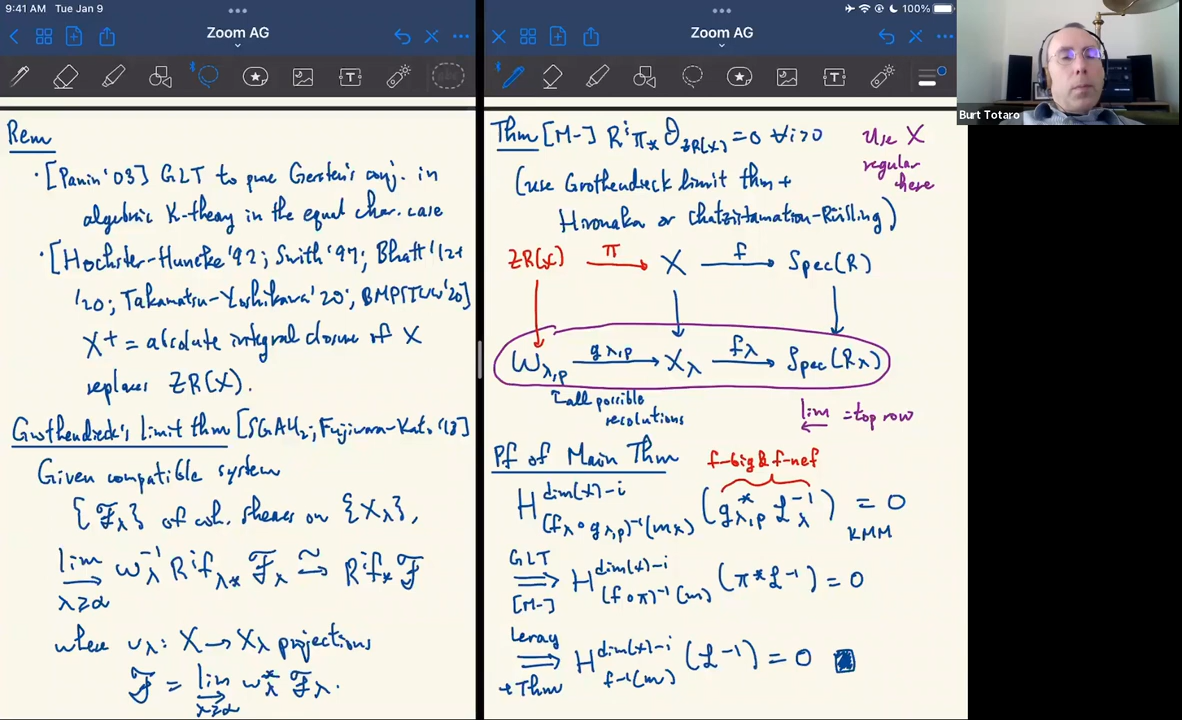 9:41 AM Tue Jan 9
Zoom AG
Rem
· [Panin '03] GLT to prove Gersten's conj. in
algebraic K-theory in the equal char. case
· [Hochster-Huneke '92; Smith '97; Bhatt '12+
'20; Takamatsu-Yoshikawa '20; BMPSTWW '20]
X+ = absolute integral closure of X
replaces ZR(X).
Grothendieck's limit thm [SGA4₂; Fujiwara-Kato '18]
Given compatible system
{ℱ_λ} of coh. sheaves on {X_λ},
lim→ λ≥α w_λ⁻¹ Rⁱf_λ* ℱ_λ ~→ Rⁱf_* ℱ
where u_λ: X → X_λ projections
ℱ = lim→ λ≥α w_λ^* ℱ_λ.
100%
Zoom AG
Thm [M-] Rⁱπ_* O_ZR(X) = 0 ∀i>0
use X
regular
here
(use Grothendieck limit thm +
Hironaka or Chatzistamatiou-Rülling)
ZR(X) π→ X f→ Spec(R)
W_λ,p g_λ,p→ X_λ f_λ→ Spec(R_λ)
all possible
resolutions
lim← = top row
Pf of Main Thm
f-big & f-nef
H^{dim(X)-i}_{(f_λ∘g_λ,p)⁻¹(m_λ)} (g_λ,p^* ℒ_λ^{-1}) = 0
KMM
GLT ⟹ [M-] H^{dim(X)-i}_{(f∘π)⁻¹(m)} (π^*ℒ^{-1}) = 0
Leray ⟹ +Thm H^{dim(X)-i}_{f⁻¹(m)} (ℒ^{-1}) = 0 ■
Burt Totaro